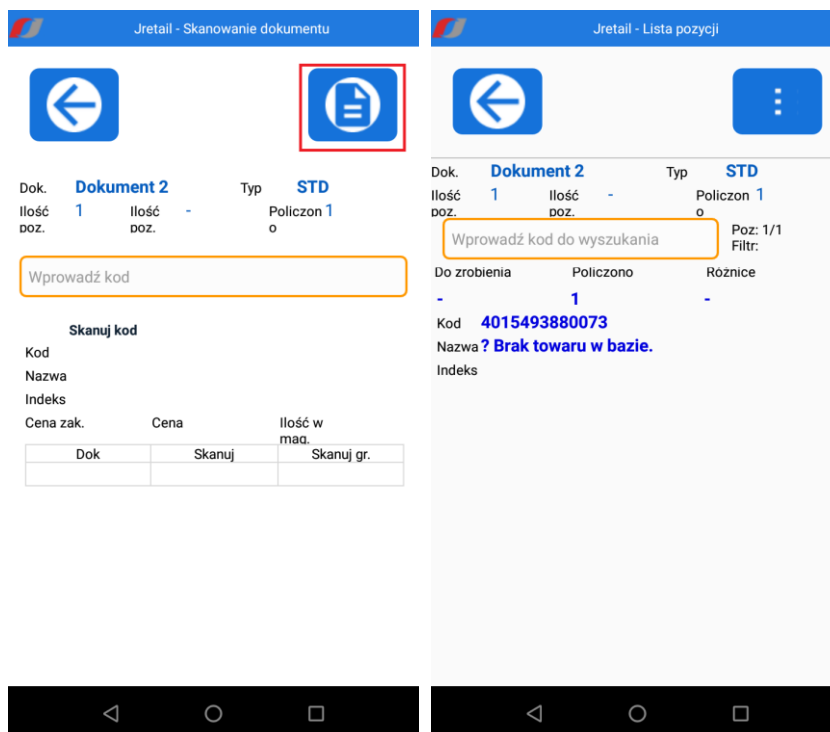 Jretail - Skanowanie dokumentu
Dok. Dokument 2 Typ STD
Ilość poz. 1 Ilość poz. - Policzono 1
Wprowadź kod
Skanuj kod
Kod
Nazwa
Indeks
Cena zak. Cena Ilość w mag.
Dok Skanuj Skanuj gr.
Jretail - Lista pozycji
Dok. Dokument 2 Typ STD
Ilość poz. 1 Ilość poz. - Policzono 1
Wprowadź kod do wyszukania
Poz: 1/1
Filtr:
Do zrobienia Policzono Różnice
- 1 -
Kod 4015493880073
Nazwa ? Brak towaru w bazie.
Indeks